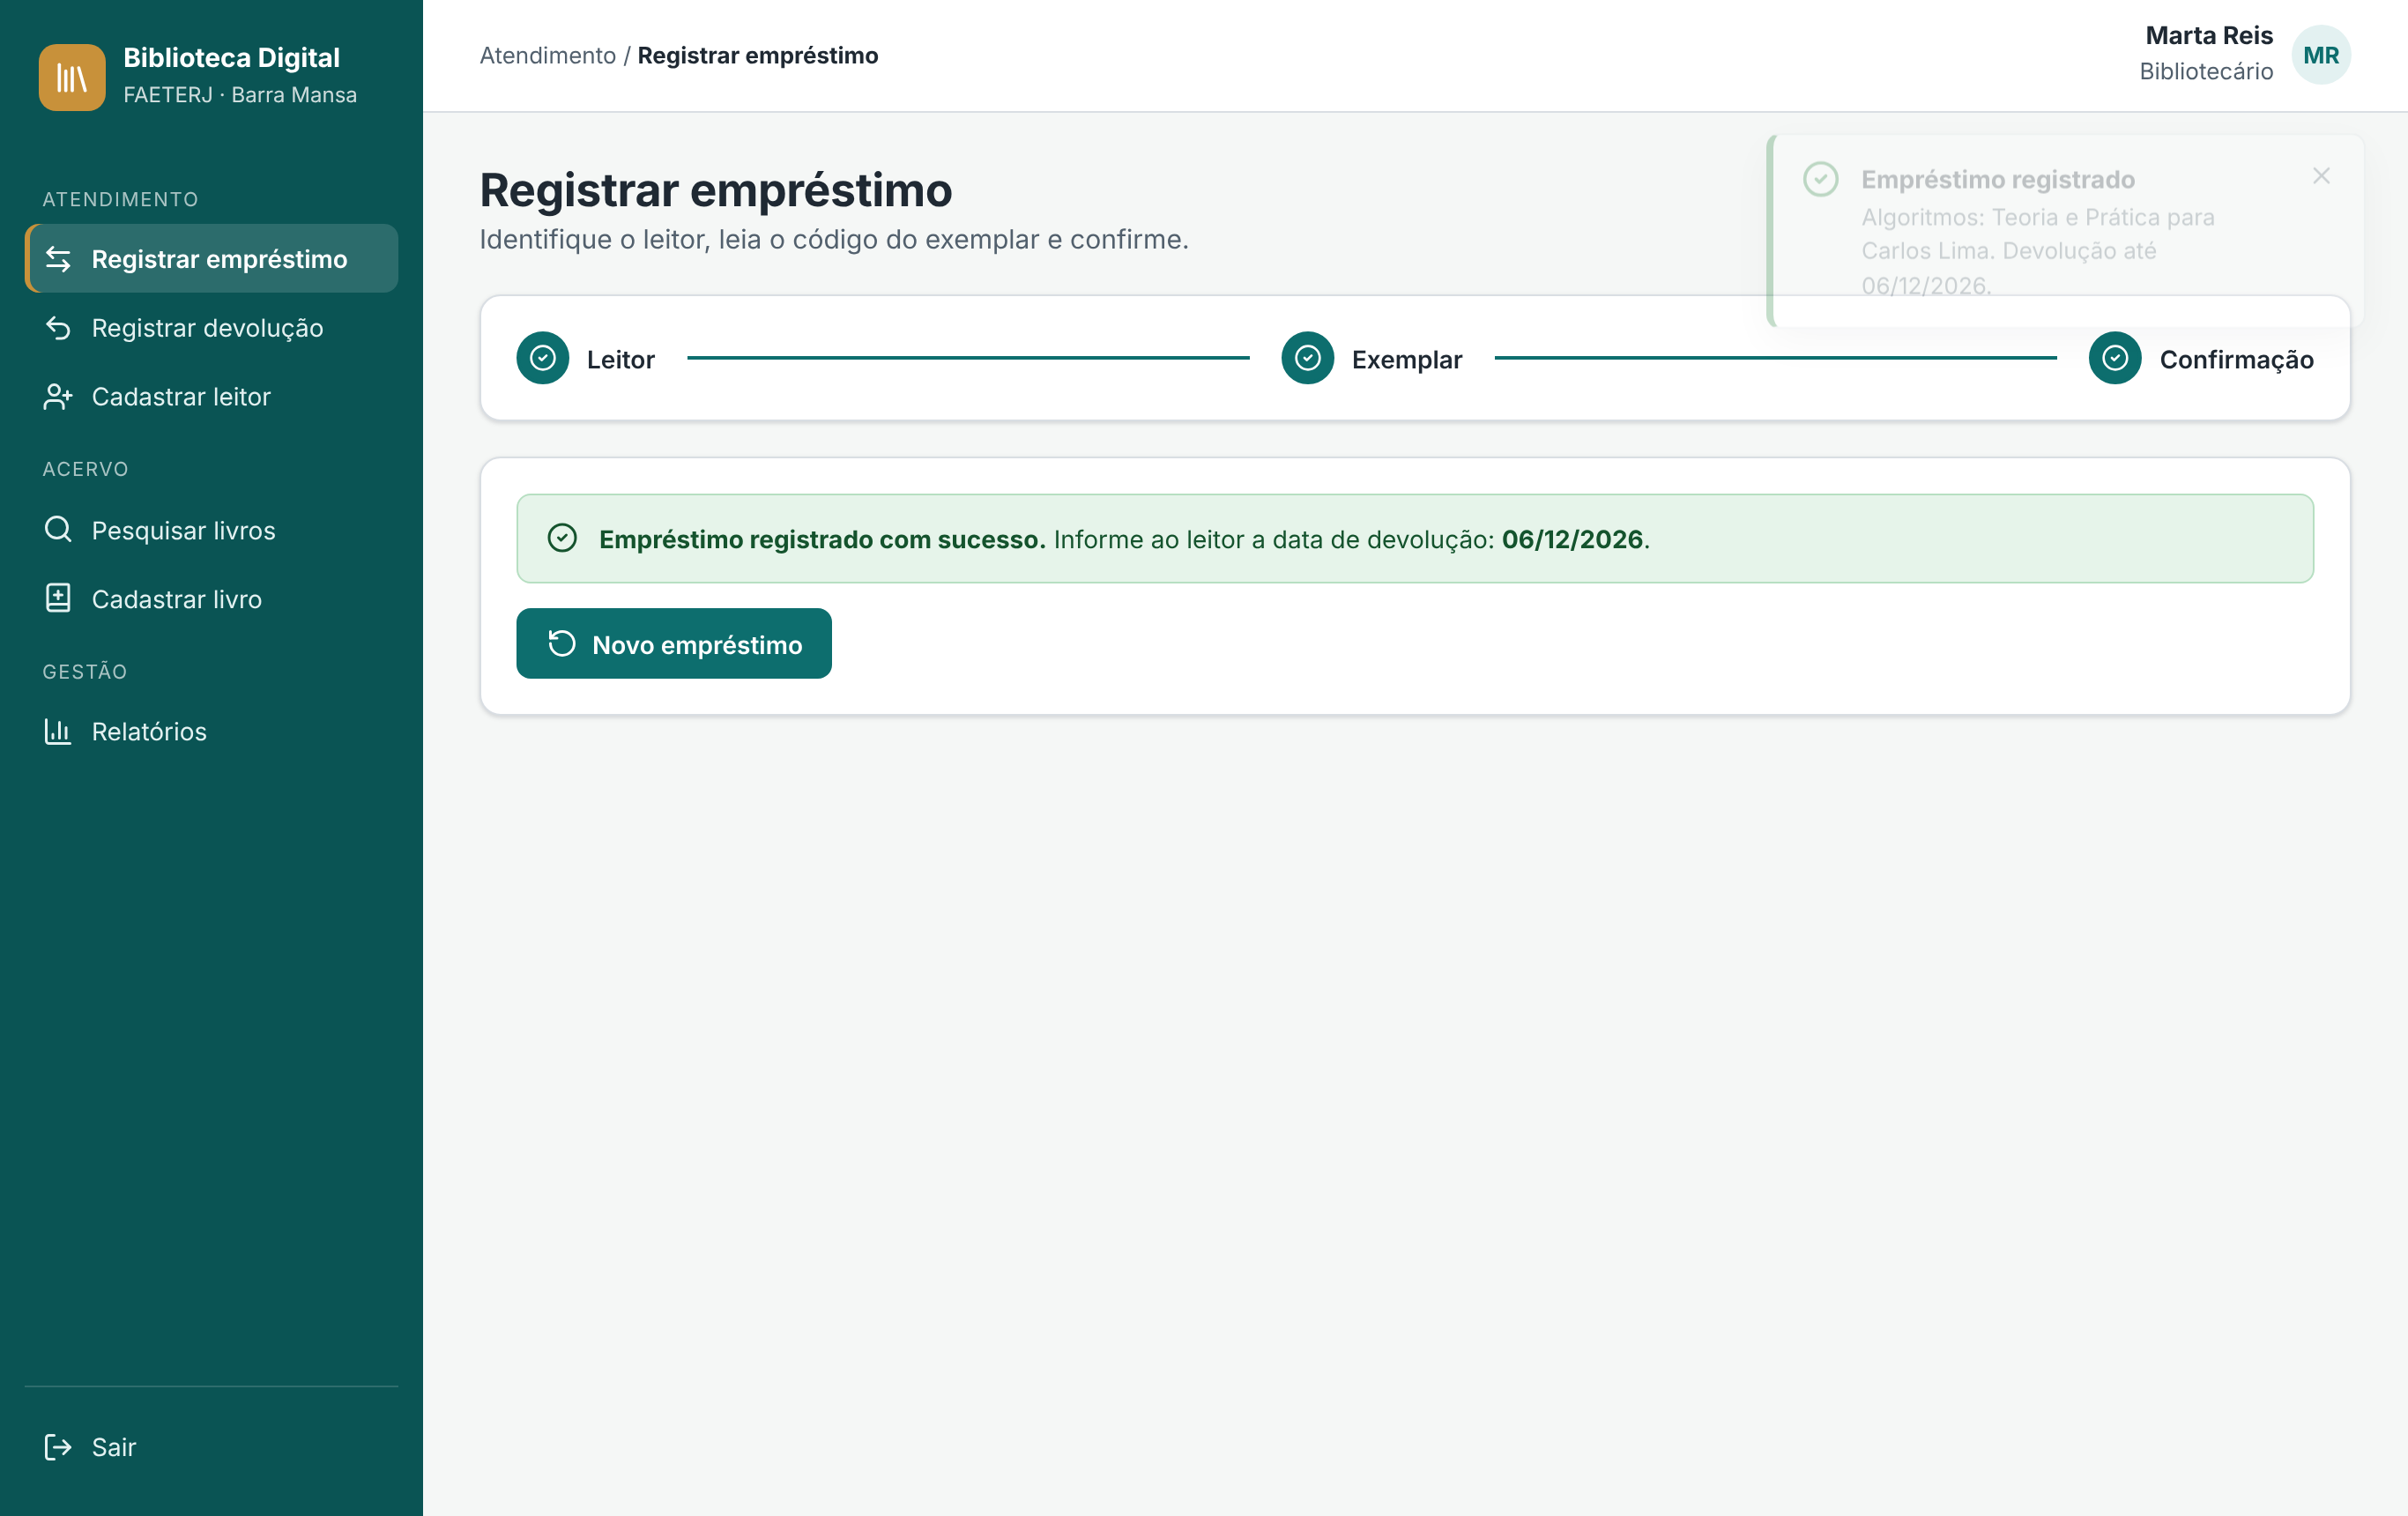 Biblioteca Digital
FAETERJ · Barra Mansa
ATENDIMENTO
Registrar empréstimo
Registrar devolução
Cadastrar leitor
ACERVO
Pesquisar livros
Cadastrar livro
GESTÃO
Relatórios
Sair
Atendimento / Registrar empréstimo
Marta Reis
Bibliotecário
MR
Registrar empréstimo
Identifique o leitor, leia o código do exemplar e confirme.
Empréstimo registrado
Algoritmos: Teoria e Prática para
Carlos Lima. Devolução até
06/12/2026.
Leitor
Exemplar
Confirmação
Empréstimo registrado com sucesso. Informe ao leitor a data de devolução: 06/12/2026.
Novo empréstimo